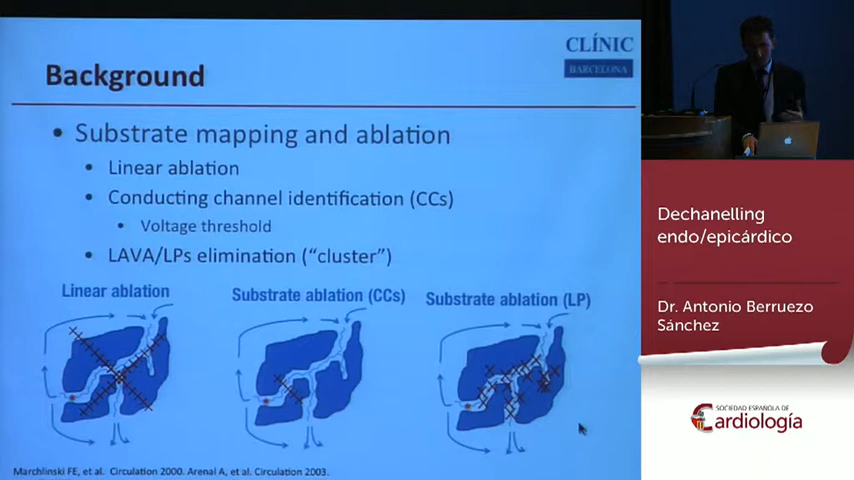 CLÍNIC
BARCELONA
Background
• Substrate mapping and ablation
• Linear ablation
• Conducting channel identification (CCs)
• Voltage threshold
• LAVA/LPs elimination (“cluster”)
Linear ablation
Substrate ablation (CCs)
Substrate ablation (LP)
Marchlinski FE, et al. Circulation 2000. Arenal A, et al. Circulation 2003.
Dechanelling
endo/epicárdico
Dr. Antonio Berruezo
Sánchez
SOCIEDAD ESPAÑOLA DE
Cardiología